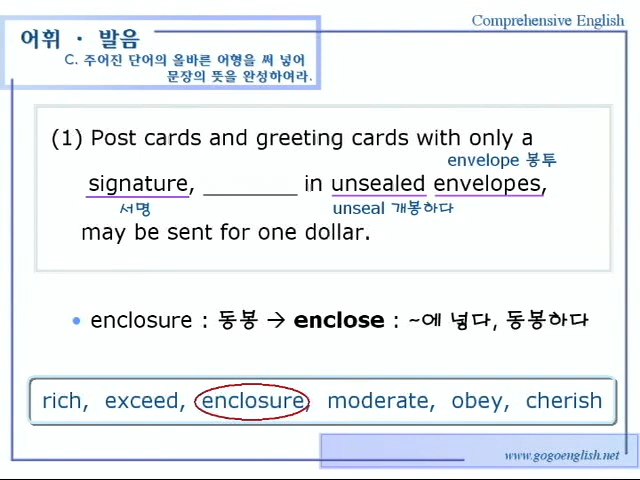 Comprehensive English
어휘 · 발음
C. 주어진 단어의 올바른 어형을 써 넣어
문장의 뜻을 완성하여라.
(1) Post cards and greeting cards with only a
envelope 봉투
signature, ________ in unsealed envelopes,
서명 unseal 개봉하다
may be sent for one dollar.
• enclosure : 동봉 → enclose : ~에 넣다, 동봉하다
rich, exceed, enclosure, moderate, obey, cherish
www.gogoenglish.net